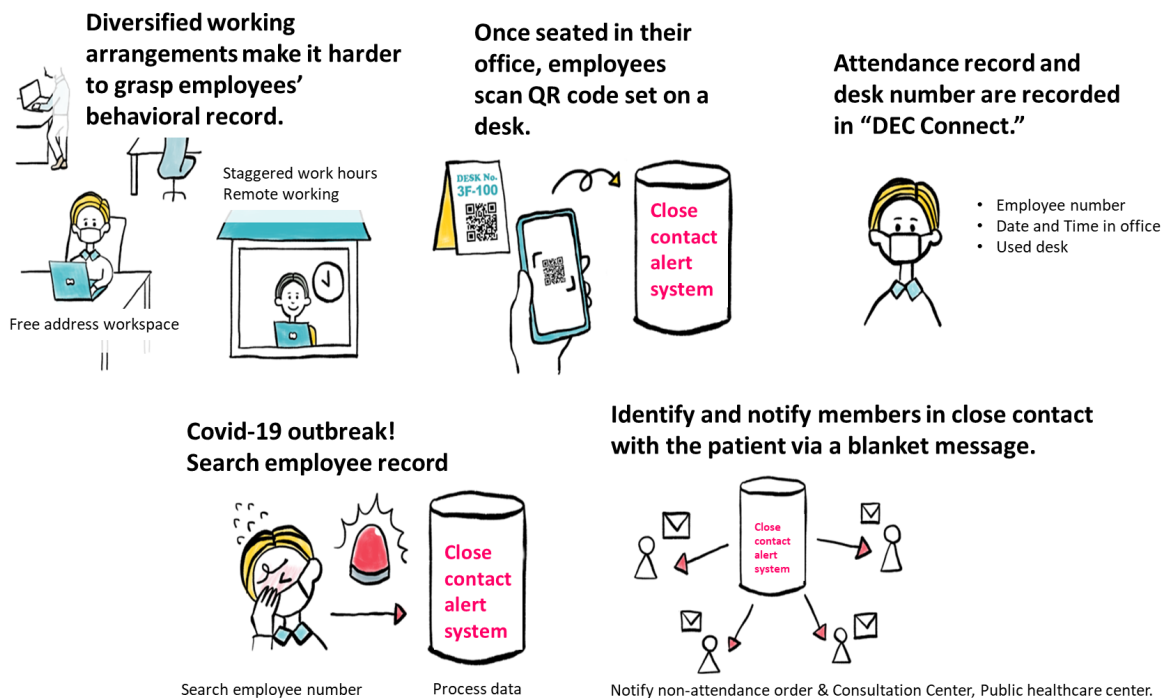 Diversified working
arrangements make it harder
to grasp employees’
behavioral record.
Staggered work hours
Remote working
Free address workspace
Once seated in their
office, employees
scan QR code set on a
desk.
DESK No.
3F-100
Close
contact
alert
system
Attendance record and
desk number are recorded
in “DEC Connect.”
• Employee number
• Date and Time in office
• Used desk
Covid-19 outbreak!
Search employee record
Close
contact
alert
system
Search employee number
Process data
Identify and notify members in close contact
with the patient via a blanket message.
Close
contact
alert
system
Notify non-attendance order & Consultation Center, Public healthcare center.